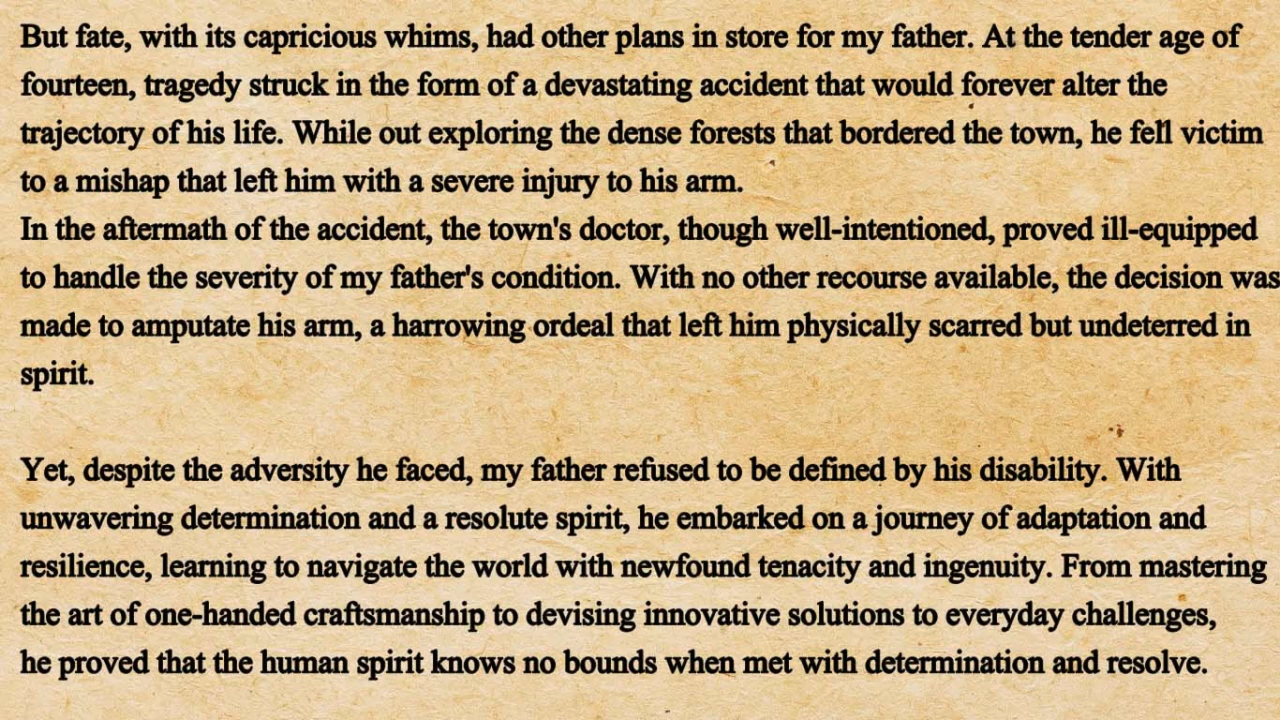 But fate, with its capricious whims, had other plans in store for my father. At the tender age of
fourteen, tragedy struck in the form of a devastating accident that would forever alter the
trajectory of his life. While out exploring the dense forests that bordered the town, he fell victim
to a mishap that left him with a severe injury to his arm.
In the aftermath of the accident, the town's doctor, though well-intentioned, proved ill-equipped
to handle the severity of my father's condition. With no other recourse available, the decision was
made to amputate his arm, a harrowing ordeal that left him physically scarred but undeterred in
spirit.
Yet, despite the adversity he faced, my father refused to be defined by his disability. With
unwavering determination and a resolute spirit, he embarked on a journey of adaptation and
resilience, learning to navigate the world with newfound tenacity and ingenuity. From mastering
the art of one-handed craftsmanship to devising innovative solutions to everyday challenges,
he proved that the human spirit knows no bounds when met with determination and resolve.